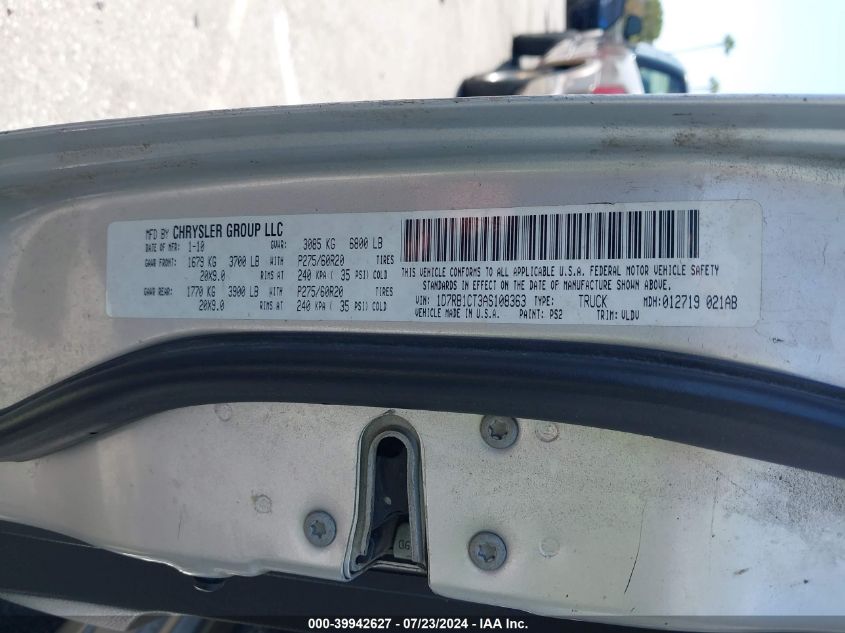 MFD BY CHRYSLER GROUP LLC
DATE OF MFR: 1-10 GVWR: 3085 KG 6800 LB
GAWR FRONT: 1679 KG 3700 LB WITH P275/60R20 TIRES
20X9.0 RIMS AT 240 KPA ( 35 PSI) COLD
GAWR REAR: 1770 KG 3900 LB WITH P275/60R20 TIRES
20X9.0 RIMS AT 240 KPA ( 35 PSI) COLD
THIS VEHICLE CONFORMS TO ALL APPLICABLE U.S.A. FEDERAL MOTOR VEHICLE SAFETY
STANDARDS IN EFFECT ON THE DATE OF MANUFACTURE SHOWN ABOVE.
VIN: 1D7RB1CT3AS108363 TYPE: TRUCK MDH:012719 021AB
VEHICLE MADE IN U.S.A. PAINT: PS2 TRIM: VLDV
000-39942627 - 07/23/2024 - IAA Inc.